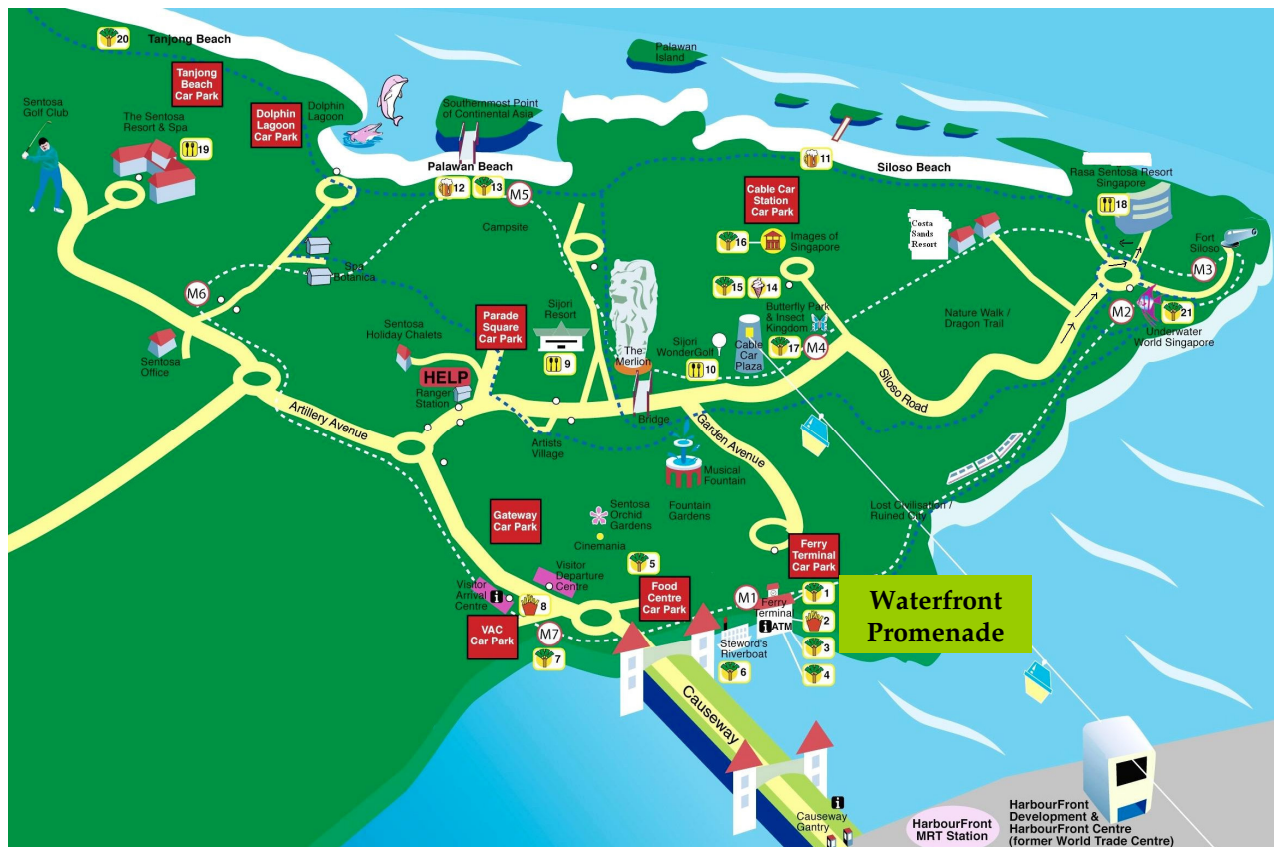 20
Tanjong Beach
Tanjong
Beach
Car Park
Sentosa
Golf Club
The Sentosa
Resort & Spa
19
Dolphin
Lagoon
Car Park
Dolphin
Lagoon
Southernmost Point
of Continental Asia
Palawan
Island
Palawan Beach
12
13
M5
Campsite
11
Siloso Beach
Cable Car
Station
Car Park
16
Images of
Singapore
15
14
Butterfly Park
& Insect
Kingdom
17
M4
Costa
Sands
Resort
Rasa Sentosa Resort
Singapore
18
Fort
Siloso
M3
M2
21
Underwater
World Singapore
Nature Walk /
Dragon Trail
Siloso Road
Spa
Botanica
M6
Sentosa
Office
Sentosa
Holiday Chalets
Parade
Square
Car Park
Sijori
Resort
9
HELP
Ranger
Station
The
Merlion
Sijori
WonderGolf
10
Cable
Car
Plaza
Bridge
Artillery Avenue
Artists
Village
Garden Avenue
Musical
Fountain
Fountain
Gardens
Lost Civilisation /
Ruined City
Gateway
Car Park
Sentosa
Orchid
Gardens
Cinemania
5
Ferry
Terminal
Car Park
Visitor
Arrival
Centre
i
Visitor
Departure
Centre
8
Food
Centre
Car Park
VAC
Car Park
M7
7
M1
Ferry
Terminal
i ATM
1
2
3
4
Steword's
Riverboat
6
Waterfront
Promenade
Causeway
i
Causeway
Gantry
HarbourFront
MRT Station
HarbourFront
Development &
HarbourFront Centre
(former World Trade Centre)